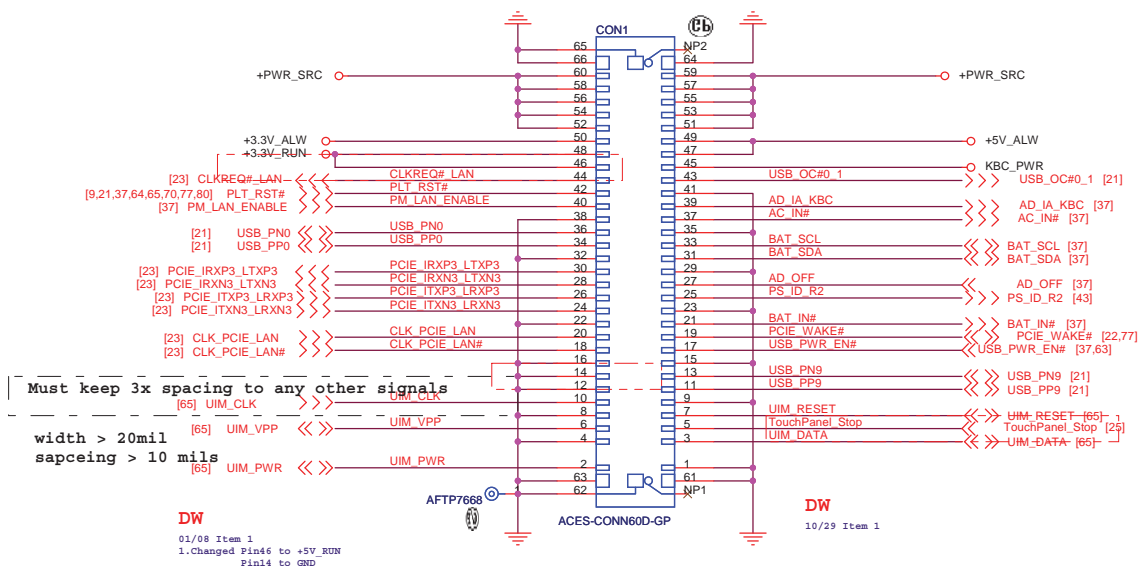 CON1
65 NP2
66 64
+PWR_SRC 60 59 +PWR_SRC
58 57
56 55
54 53
52 51
+3.3V_ALW 50 49 +5V_ALW
+3.3V_RUN 48 47
46 45 KBC_PWR
[23] CLKREQ#_LAN CLKREQ#_LAN 44 43 USB_OC#0_1 USB_OC#0_1 [21]
[9,21,37,64,65,70,77,80] PLT_RST# PLT_RST# 42 41
[37] PM_LAN_ENABLE PM_LAN_ENABLE 40 39 AD_IA_KBC AD_IA_KBC [37]
38 37 AC_IN# AC_IN# [37]
[21] USB_PN0 USB_PN0 36 35
[21] USB_PP0 USB_PP0 34 33 BAT_SCL BAT_SCL [37]
32 31 BAT_SDA BAT_SDA [37]
[23] PCIE_IRXP3_LTXP3 PCIE_IRXP3_LTXP3 30 29
[23] PCIE_IRXN3_LTXN3 PCIE_IRXN3_LTXN3 28 27 AD_OFF AD_OFF [37]
[23] PCIE_ITXP3_LRXP3 PCIE_ITXP3_LRXP3 26 25 PS_ID_R2 PS_ID_R2 [43]
[23] PCIE_ITXN3_LRXN3 PCIE_ITXN3_LRXN3 24 23
22 21 BAT_IN# BAT_IN# [37]
[23] CLK_PCIE_LAN CLK_PCIE_LAN 20 19 PCIE_WAKE# PCIE_WAKE# [22,77]
[23] CLK_PCIE_LAN# CLK_PCIE_LAN# 18 17 USB_PWR_EN# USB_PWR_EN# [37,63]
16 15
14 13 USB_PN9 USB_PN9 [21]
Must keep 3x spacing to any other signals
12 11 USB_PP9 USB_PP9 [21]
[65] UIM_CLK UIM_CLK 10 9
8 7 UIM_RESET UIM_RESET [65]
[65] UIM_VPP UIM_VPP 6 5 TouchPanel_Stop TouchPanel_Stop [25]
width > 20mil
4 3 UIM_DATA UIM_DATA [65]
sapceing > 10 mils
[65] UIM_PWR UIM_PWR 2 1
63 61
AFTP7668 1 62 NP1
ACES-CONN60D-GP
DW
01/08 Item 1
1.Changed Pin46 to +5V_RUN
Pin14 to GND
DW
10/29 Item 1